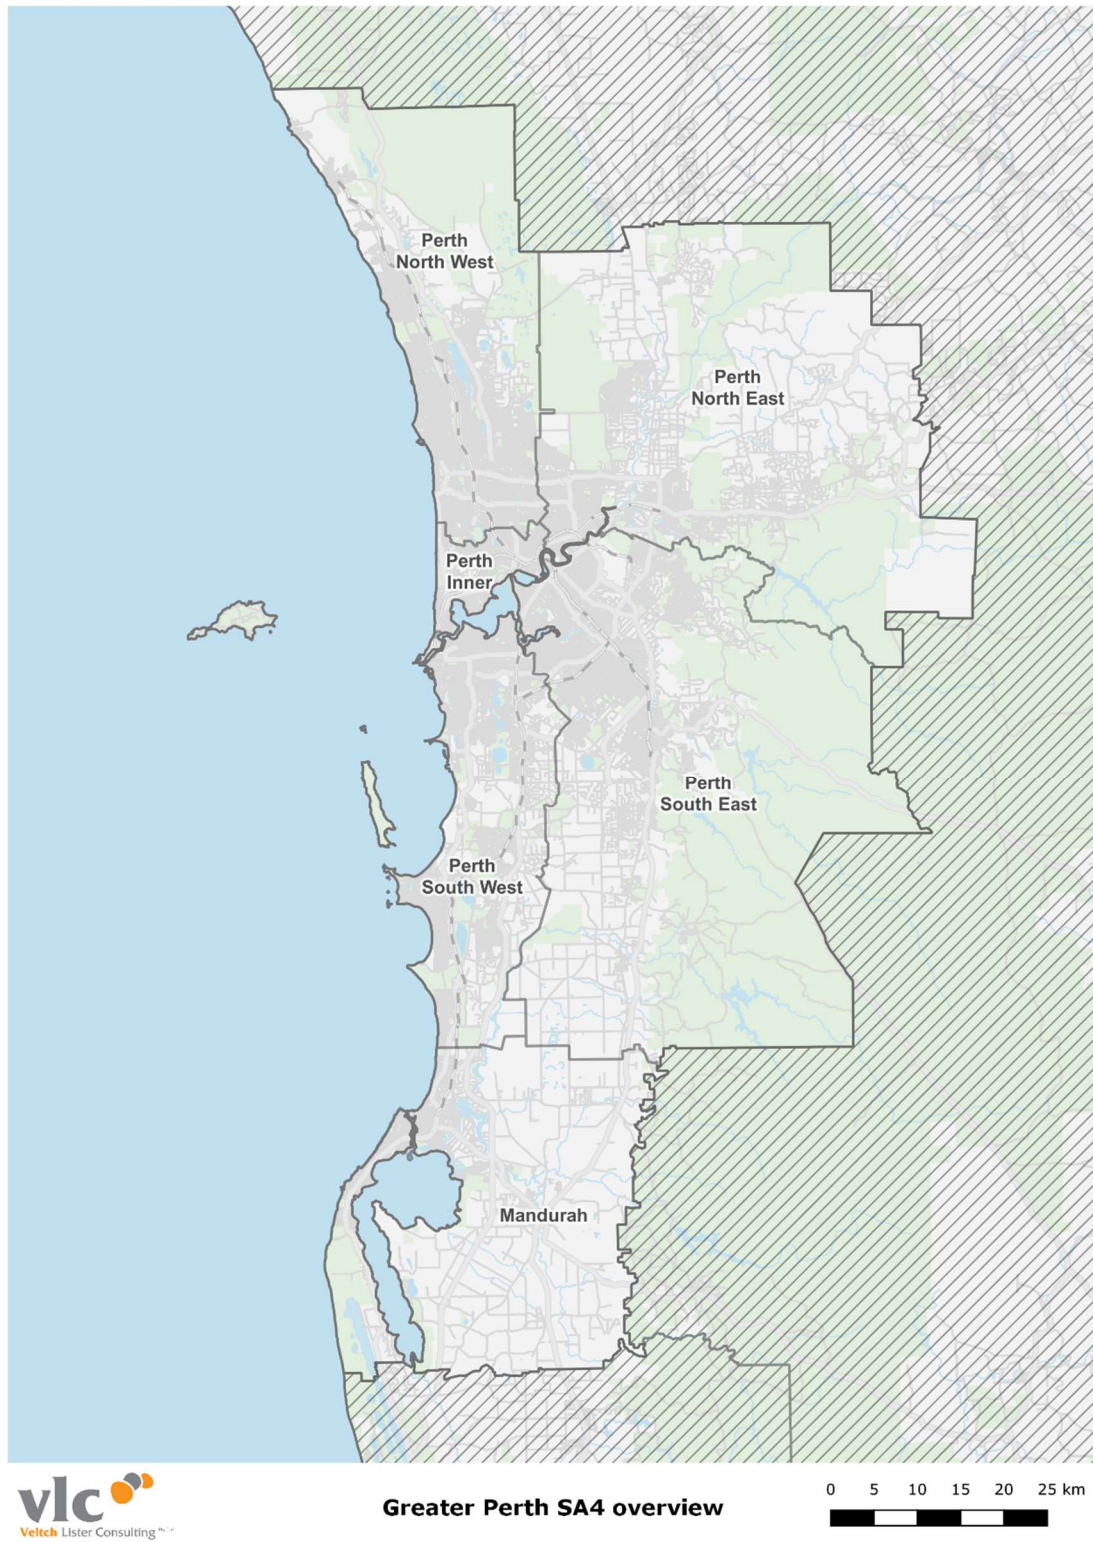 Perth
North West
Perth
North East
Perth
Inner
Perth
South East
Perth
South West
Mandurah
vlc
Veitch Lister Consulting
Greater Perth SA4 overview
0 5 10 15 20 25 km